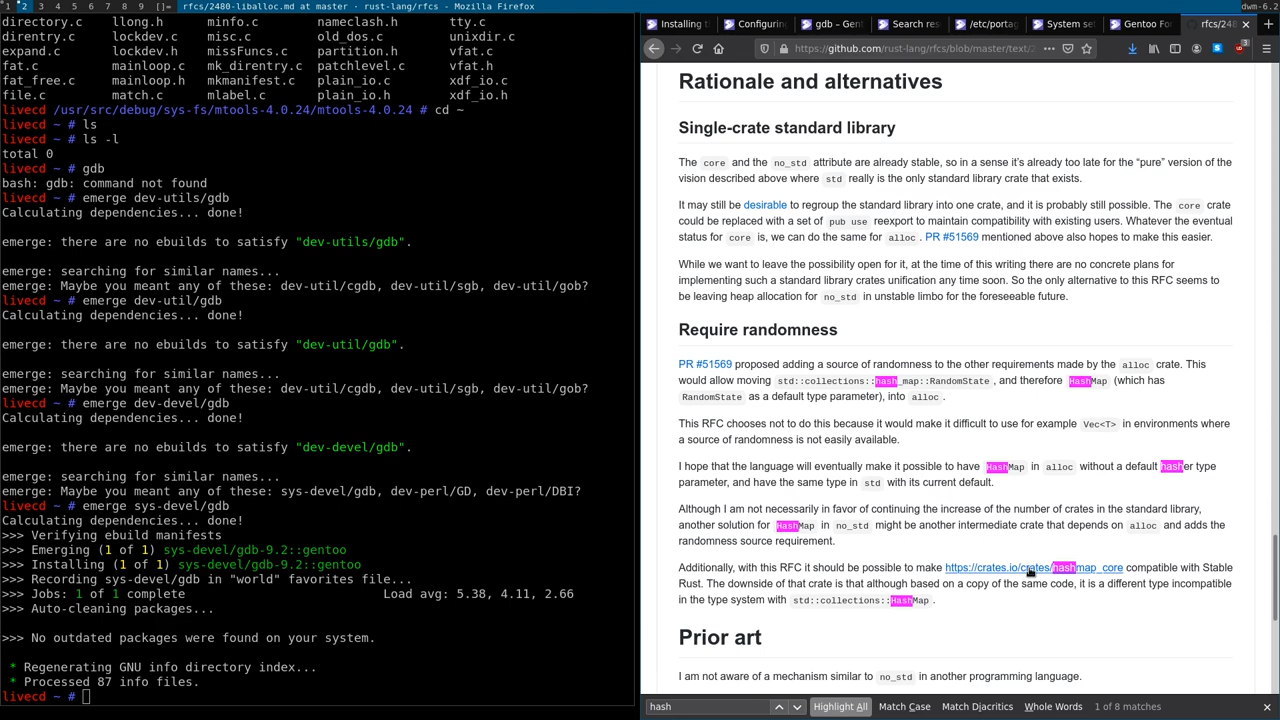 1 2 3 4 5 6 7 8 9 []= rfcs/2480-liballoc.md at master · rust-lang/rfcs - Mozilla Firefox dwm-6.2
directory.c llong.h minfo.c nameclash.h tty.c
direntry.c lockdev.c misc.c old_dos.c unixdir.c
expand.c lockdev.h missFuncs.c partition.h vfat.c
fat.c mainloop.c mk_direntry.c patchlevel.c vfat.h
fat_free.c mainloop.h mkmanifest.c plain_io.c xdf_io.c
file.c match.c mlabel.c plain_io.h xdf_io.h
livecd /usr/src/debug/sys-fs/mtools-4.0.24/mtools-4.0.24 # cd ~
livecd ~ # ls
livecd ~ # ls -l
total 0
livecd ~ # gdb
bash: gdb: command not found
livecd ~ # emerge dev-utils/gdb
Calculating dependencies... done!
emerge: there are no ebuilds to satisfy "dev-utils/gdb".
emerge: searching for similar names...
emerge: Maybe you meant any of these: dev-util/cgdb, dev-util/sgb, dev-util/gob?
livecd ~ # emerge dev-util/gdb
Calculating dependencies... done!
emerge: there are no ebuilds to satisfy "dev-util/gdb".
emerge: searching for similar names...
emerge: Maybe you meant any of these: dev-util/cgdb, dev-util/sgb, dev-util/gob?
livecd ~ # emerge dev-devel/gdb
Calculating dependencies... done!
emerge: there are no ebuilds to satisfy "dev-devel/gdb".
emerge: searching for similar names...
emerge: Maybe you meant any of these: sys-devel/gdb, dev-perl/GD, dev-perl/DBI?
livecd ~ # emerge sys-devel/gdb
Calculating dependencies... done!
>>> Verifying ebuild manifests
>>> Emerging (1 of 1) sys-devel/gdb-9.2::gentoo
>>> Installing (1 of 1) sys-devel/gdb-9.2::gentoo
>>> Recording sys-devel/gdb in "world" favorites file...
>>> Jobs: 1 of 1 complete Load avg: 5.38, 4.11, 2.66
>>> Auto-cleaning packages...
>>> No outdated packages were found on your system.
* Regenerating GNU info directory index...
* Processed 87 info files.
livecd ~ #
Installing t Configurin gdb – Gent Search res /etc/portag System set Gentoo For rfcs/248
https://github.com/rust-lang/rfcs/blob/master/text/2
3
Rationale and alternatives
Single-crate standard library
The core and the no_std attribute are already stable, so in a sense it's already too late for the “pure” version of the
vision described above where std really is the only standard library crate that exists.
It may still be desirable to regroup the standard library into one crate, and it is probably still possible. The core crate
could be replaced with a set of pub use reexport to maintain compatibility with existing users. Whatever the eventual
status for core is, we can do the same for alloc. PR #51569 mentioned above also hopes to make this easier.
While we want to leave the possibility open for it, at the time of this writing there are no concrete plans for
implementing such a standard library crates unification any time soon. So the only alternative to this RFC seems to
be leaving heap allocation for no_std in unstable limbo for the foreseeable future.
Require randomness
PR #51569 proposed adding a source of randomness to the other requirements made by the alloc crate. This
would allow moving std::collections::hash_map::RandomState, and therefore HashMap (which has
RandomState as a default type parameter), into alloc.
This RFC chooses not to do this because it would make it difficult to use for example Vec<T> in environments where
a source of randomness is not easily available.
I hope that the language will eventually make it possible to have HashMap in alloc without a default hasher type
parameter, and have the same type in std with its current default.
Although I am not necessarily in favor of continuing the increase of the number of crates in the standard library,
another solution for HashMap in no_std might be another intermediate crate that depends on alloc and adds the
randomness source requirement.
Additionally, with this RFC it should be possible to make https://crates.io/crates/hashmap_core compatible with Stable
Rust. The downside of that crate is that although based on a copy of the same code, it is a different type incompatible
in the type system with std::collections::HashMap.
Prior art
I am not aware of a mechanism similar to no_std in another programming language.
hash Highlight All Match Case Match Diacritics Whole Words 1 of 8 matches